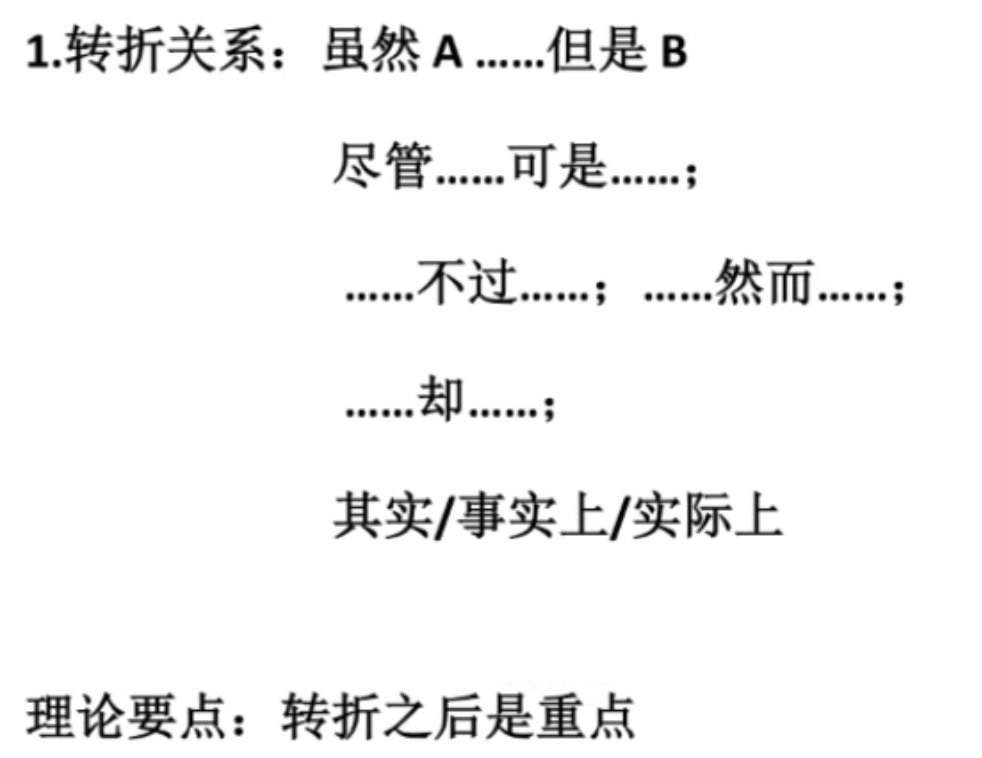 1.转折关系：虽然 A ……但是 B
尽管……可是……；
……不过……；……然而……；
……却……；
其实/事实上/实际上
理论要点：转折之后是重点